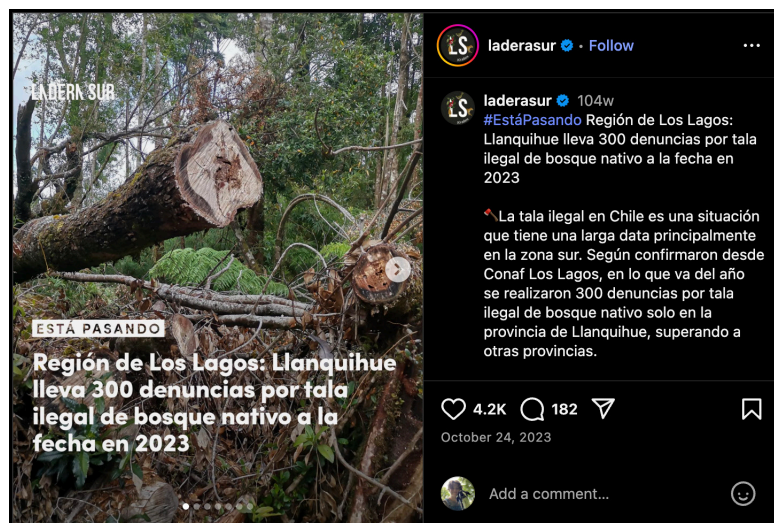 LADERA SUR
ESTÁ PASANDO
Región de Los Lagos: Llanquihue
lleva 300 denuncias por tala
ilegal de bosque nativo a la
fecha en 2023
LS
laderasur • Follow
LS
laderasur 104w
#EstáPasando Región de Los Lagos:
Llanquihue lleva 300 denuncias por tala
ilegal de bosque nativo a la fecha en
2023
🪓La tala ilegal en Chile es una situación
que tiene una larga data principalmente
en la zona sur. Según confirmaron desde
Conaf Los Lagos, en lo que va del año
se realizaron 300 denuncias por tala
ilegal de bosque nativo solo en la
provincia de Llanquihue, superando a
otras provincias.
4.2K 182
October 24, 2023
Add a comment...